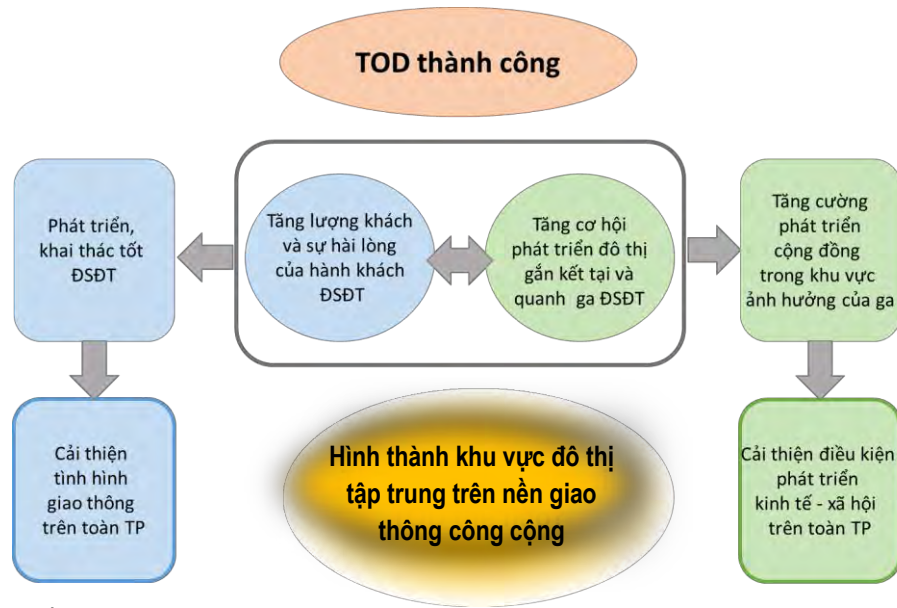 TOD thành công
Phát triển,
khai thác tốt
ĐSĐT
Tăng lượng khách
và sự hài lòng
của hành khách
ĐSĐT
Tăng cơ hội
phát triển đô thị
gắn kết tại và
quanh ga ĐSĐT
Tăng cường
phát triển
cộng đồng
trong khu vực
ảnh hưởng của ga
Cải thiện
tình hình
giao thông
trên toàn TP
Hình thành khu vực đô thị
tập trung trên nền giao
thông công cộng
Cải thiện điều kiện
phát triển
kinh tế - xã hội
trên toàn TP